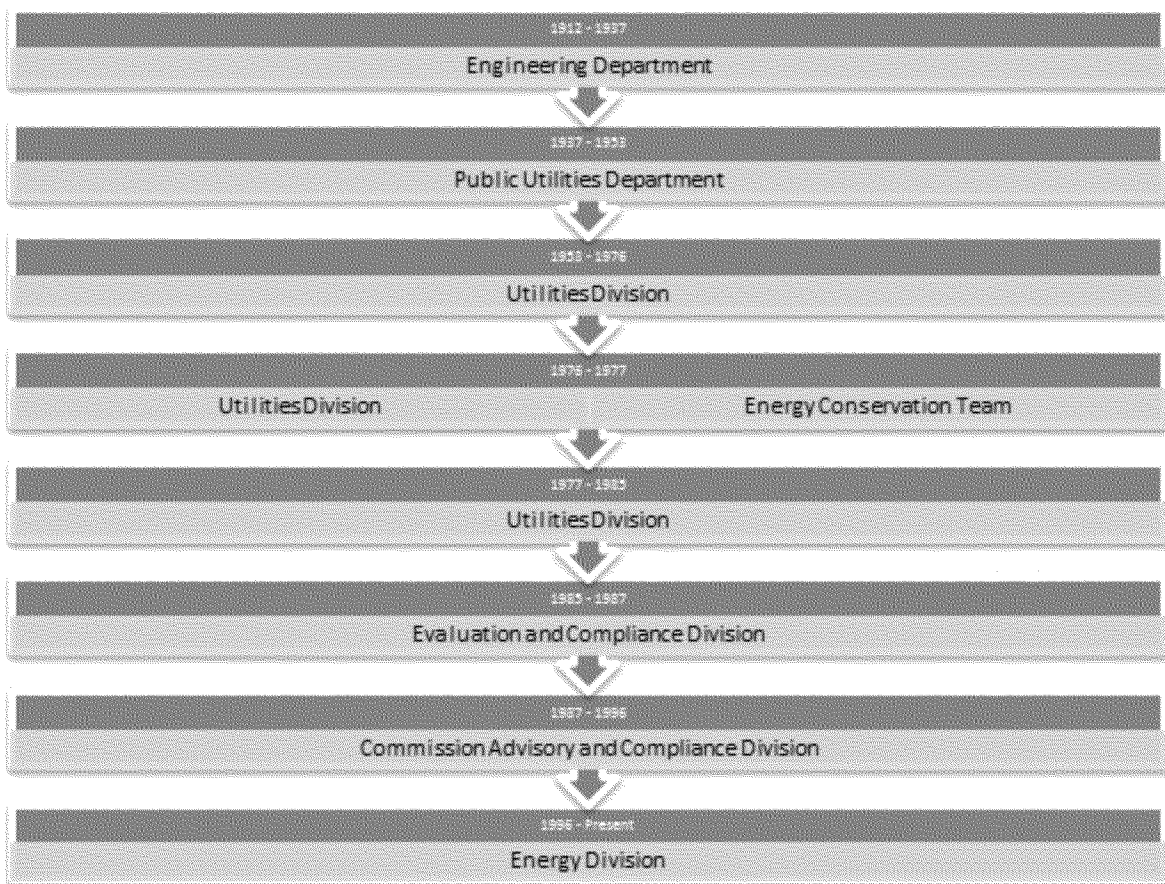 1912 - 1937
Engineering Department
1937 - 1953
Public Utilities Department
1953 - 1976
Utilities Division
1976 - 1977
Utilities Division Energy Conservation Team
1977 - 1985
Utilities Division
1985 - 1987
Evaluation and Compliance Division
1987 - 1996
Commission Advisory and Compliance Division
1996 - Present
Energy Division